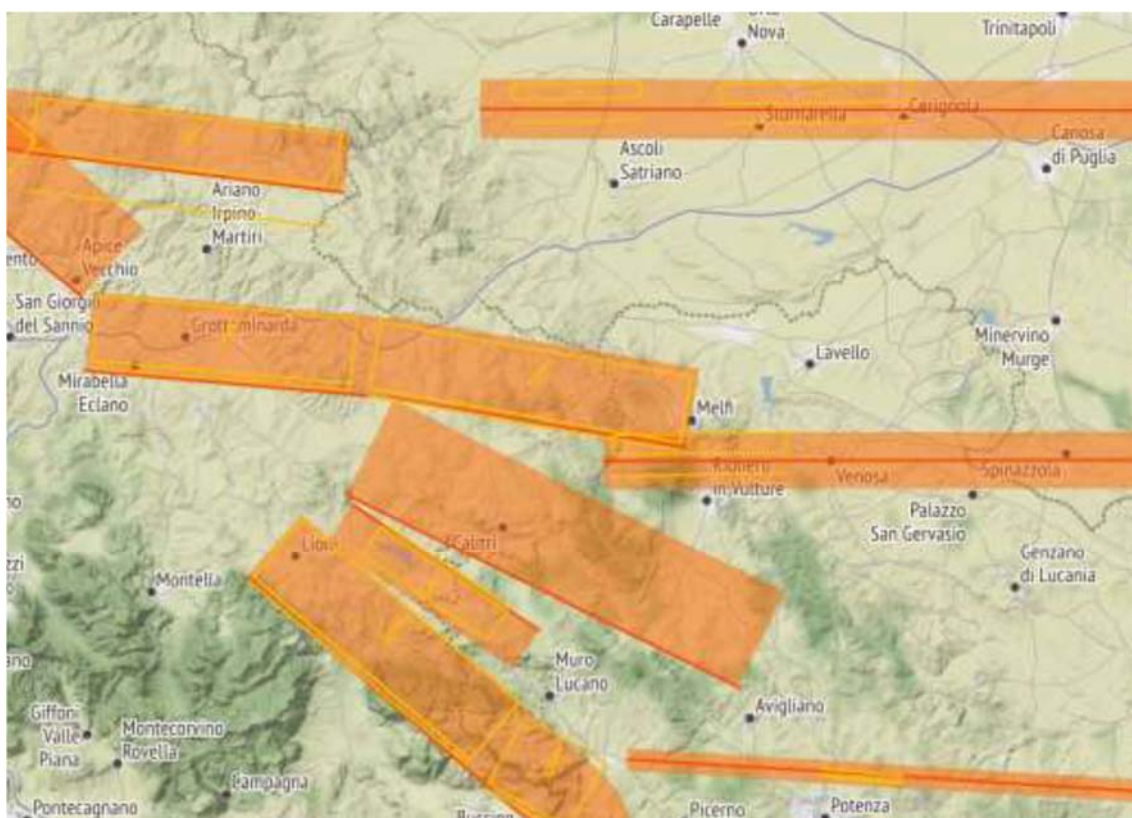 Carapelle
Nova
Trinitapoli
Stornarella
Cerignola
Ascoli
Satriano
Canosa
di Puglia
Ariano
Irpino
Martiri
Apice
Vecchio
San Giorgio
del Sannio
Grottaminarda
Mirabella
Eclano
Lavello
Minervino
Murge
Melfi
Rionero
in Vulture
Venosa
Spinazzola
Palazzo
San Gervasio
Genzano
di Lucania
Lioni
Calitri
Montella
Muro
Lucano
Avigliano
Giffoni
Valle
Piana
Montecorvino
Rovella
Campagna
Pontecagnano
Picerno
Potenza